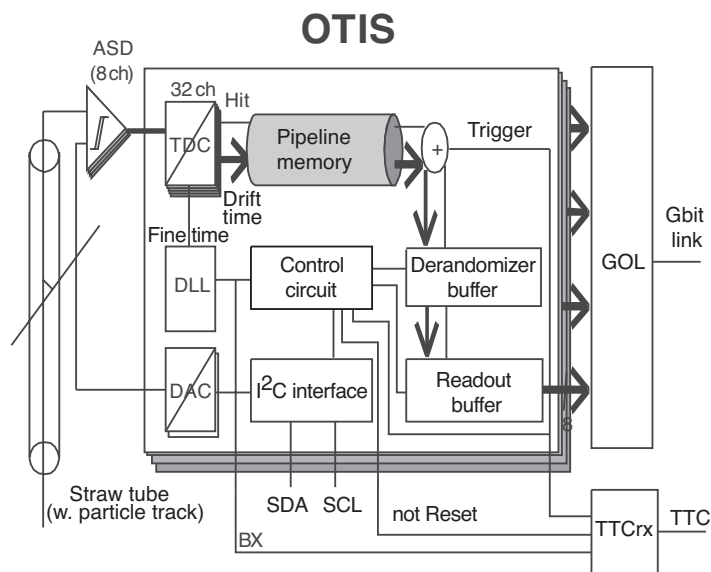 OTIS
ASD
(8 ch)
32 ch
Hit
TDC
Pipeline
memory
+
Trigger
Drift
time
Fine time
DLL
Control
circuit
Derandomizer
buffer
GOL
Gbit
link
DAC
I²C interface
Readout
buffer
8
Straw tube
(w. particle track)
SDA
SCL
not Reset
BX
TTCrx
TTC